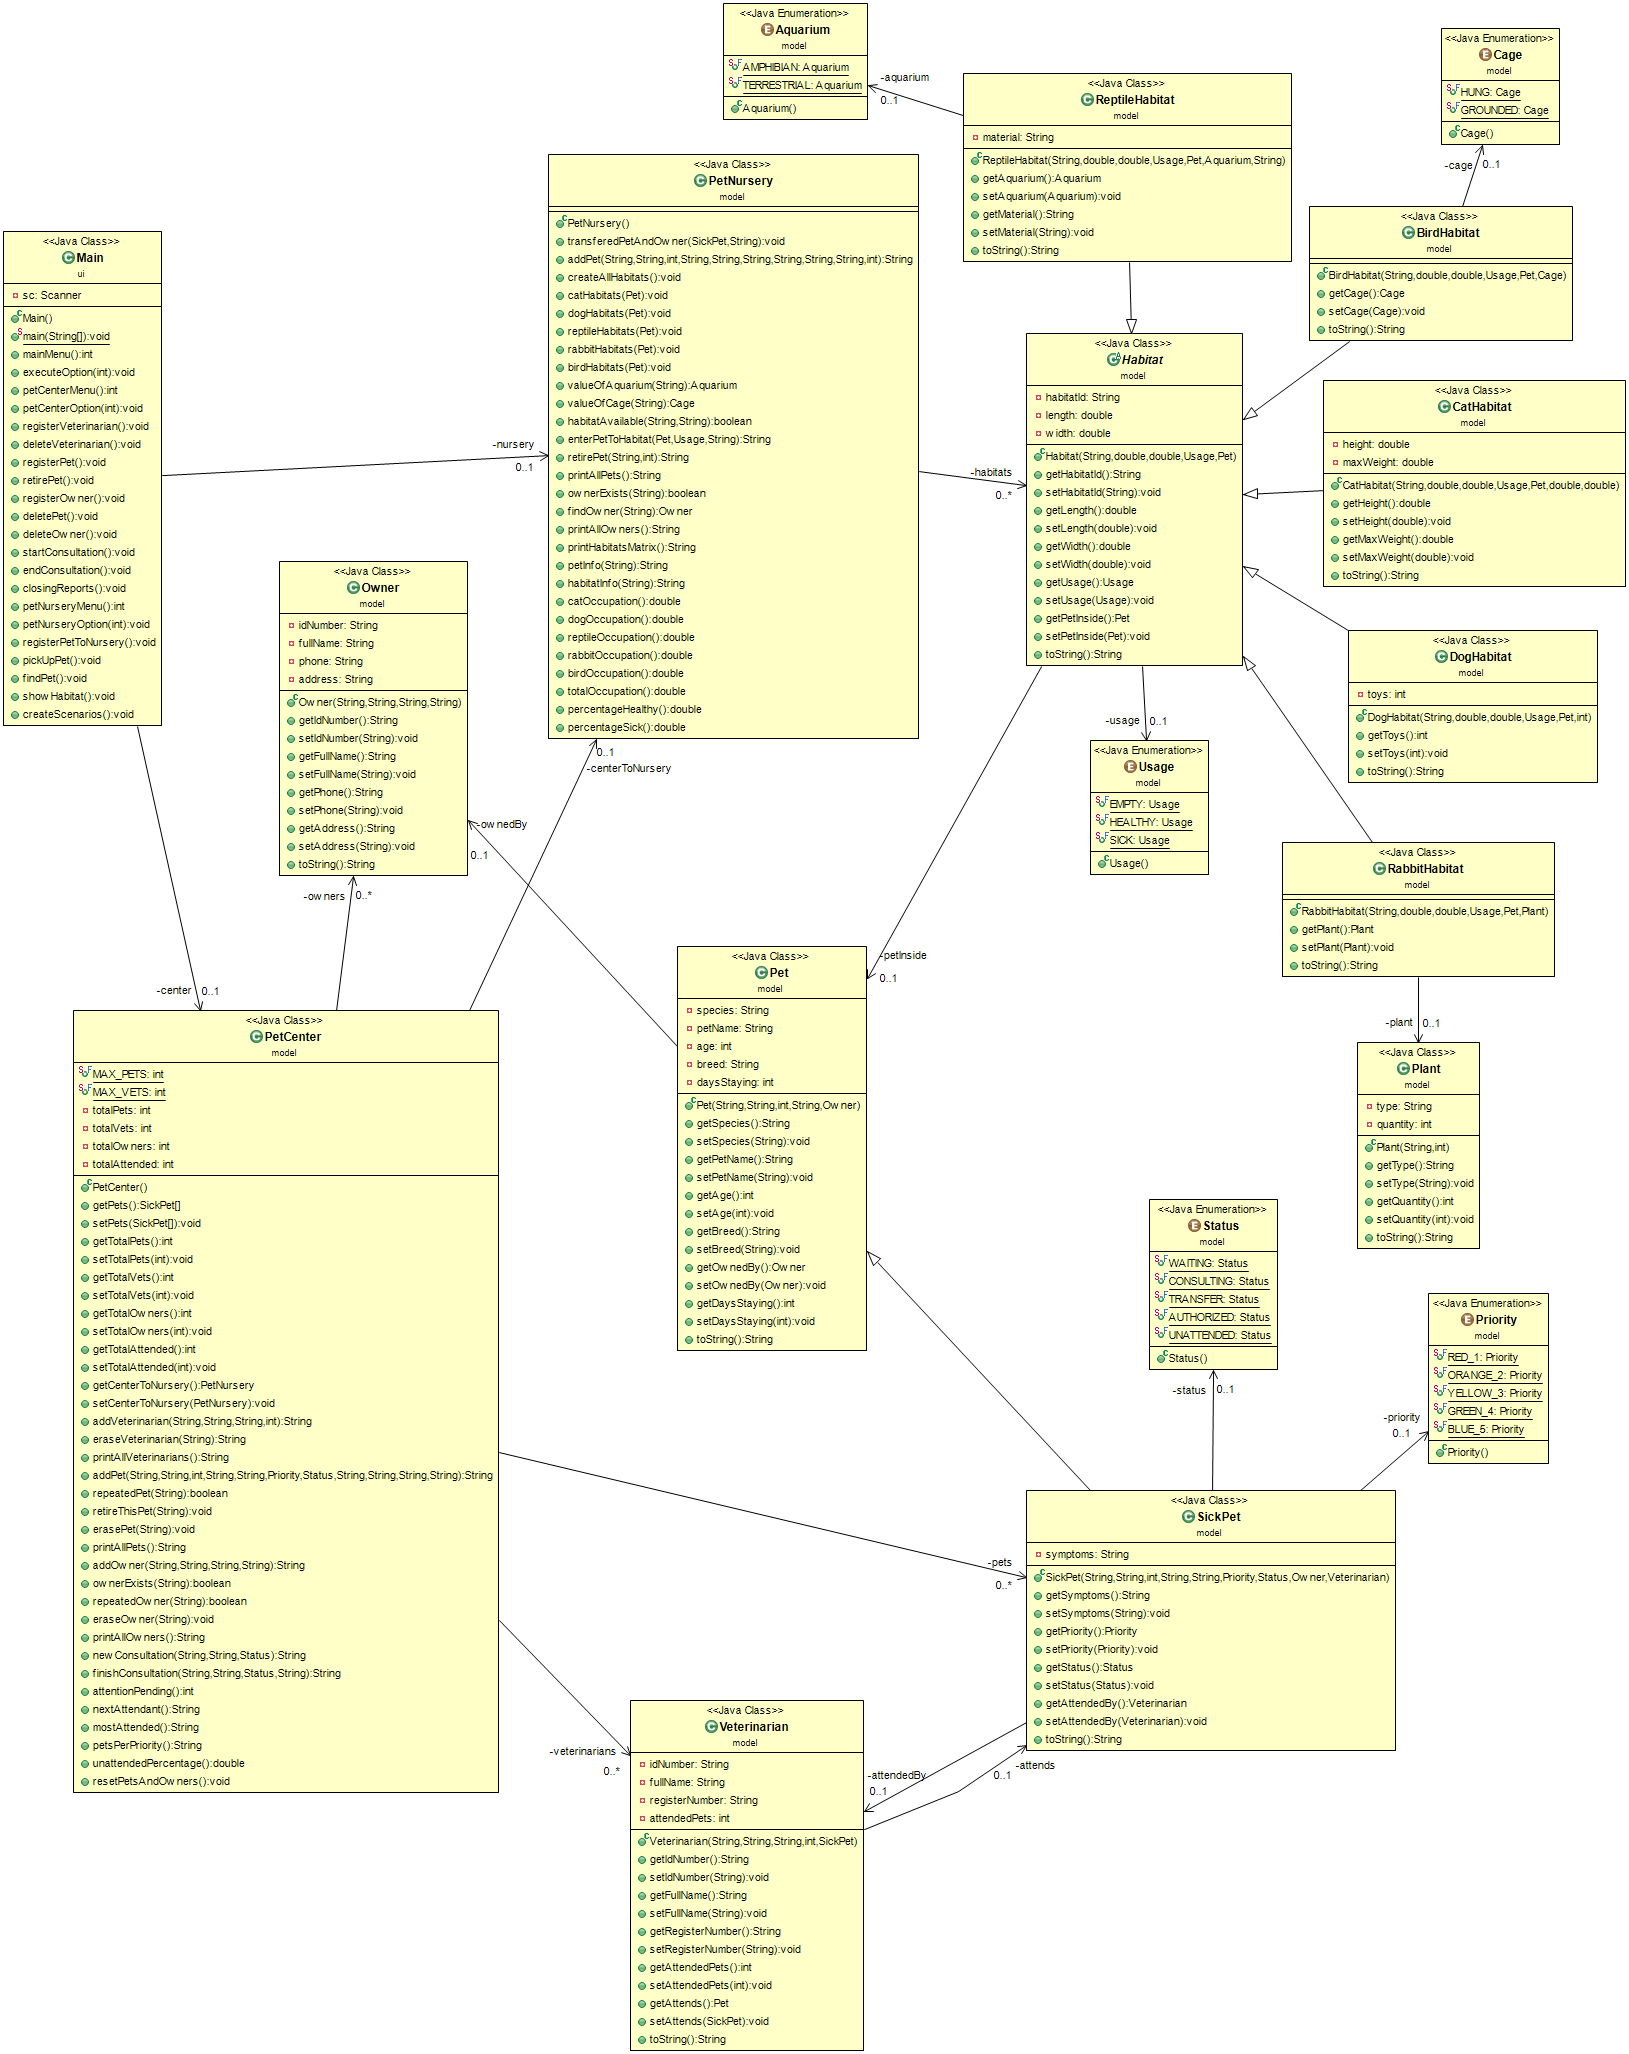 <<Java Enumeration>>
Aquarium
model
AMPHIBIAN: Aquarium
TERRESTRIAL: Aquarium
Aquarium()
-aquarium
0..1
<<Java Class>>
ReptileHabitat
model
material: String
ReptileHabitat(String,double,double,Usage,Pet,Aquarium,String)
getAquarium():Aquarium
setAquarium(Aquarium):void
getMaterial():String
setMaterial(String):void
toString():String
<<Java Enumeration>>
Cage
model
HUNG: Cage
GROUNDED: Cage
Cage()
-cage
0..1
<<Java Class>>
BirdHabitat
model
BirdHabitat(String,double,double,Usage,Pet,Cage)
getCage():Cage
setCage(Cage):void
toString():String
<<Java Class>>
PetNursery
model
PetNursery()
transferedPetAndOwner(SickPet,String):void
addPet(String,String,int,String,String,String,String,String,String,int):String
createAllHabitats():void
catHabitats(Pet):void
dogHabitats(Pet):void
reptileHabitats(Pet):void
rabbitHabitats(Pet):void
birdHabitats(Pet):void
valueOfAquarium(String):Aquarium
valueOfCage(String):Cage
habitatAvailable(String,String):boolean
enterPetToHabitat(Pet,Usage,String):String
retirePet(String,int):String
printAllPets():String
ownerExists(String):boolean
findOwner(String):Owner
printAllOwners():String
printHabitatsMatrix():String
petInfo(String):String
habitatInfo(String):String
catOccupation():double
dogOccupation():double
reptileOccupation():double
rabbitOccupation():double
birdOccupation():double
totalOccupation():double
percentageHealthy():double
percentageSick():double
<<Java Class>>
Main
ui
sc: Scanner
Main()
main(String[]):void
mainMenu():int
executeOption(int):void
petCenterMenu():int
petCenterOption(int):void
registerVeterinarian():void
deleteVeterinarian():void
registerPet():void
retirePet():void
registerOwner():void
deletePet():void
deleteOwner():void
startConsultation():void
endConsultation():void
closingReports():void
petNurseryMenu():int
petNurseryOption(int):void
registerPetToNursery():void
pickUpPet():void
findPet():void
showHabitat():void
createScenarios():void
-nursery
0..1
-habitats
0..*
<<Java Class>>
Habitat
model
habitatId: String
length: double
width: double
Habitat(String,double,double,Usage,Pet)
getHabitatId():String
setHabitatId(String):void
getLength():double
setLength(double):void
getWidth():double
setWidth(double):void
getUsage():Usage
setUsage(Usage):void
getPetInside():Pet
setPetInside(Pet):void
toString():String
<<Java Class>>
CatHabitat
model
height: double
maxWeight: double
CatHabitat(String,double,double,Usage,Pet,double,double)
getHeight():double
setHeight(double):void
getMaxWeight():double
setMaxWeight(double):void
toString():String
<<Java Class>>
DogHabitat
model
toys: int
DogHabitat(String,double,double,Usage,Pet,int)
getToys():int
setToys(int):void
toString():String
<<Java Class>>
Owner
model
idNumber: String
fullName: String
phone: String
address: String
Owner(String,String,String,String)
getIdNumber():String
setIdNumber(String):void
getFullName():String
setFullName(String):void
getPhone():String
setPhone(String):void
getAddress():String
setAddress(String):void
toString():String
0..1
-centerToNursery
-ownedBy
0..1
-owners
0..*
-usage
0..1
<<Java Enumeration>>
Usage
model
EMPTY: Usage
HEALTHY: Usage
SICK: Usage
Usage()
<<Java Class>>
RabbitHabitat
model
RabbitHabitat(String,double,double,Usage,Pet,Plant)
getPlant():Plant
setPlant(Plant):void
toString():String
-plant
0..1
<<Java Class>>
Plant
model
type: String
quantity: int
Plant(String,int)
getType():String
setType(String):void
getQuantity():int
setQuantity(int):void
toString():String
-petInside
0..1
<<Java Class>>
Pet
model
species: String
petName: String
age: int
breed: String
daysStaying: int
Pet(String,String,int,String,Owner)
getSpecies():String
setSpecies(String):void
getPetName():String
setPetName(String):void
getAge():int
setAge(int):void
getBreed():String
setBreed(String):void
getOwnedBy():Owner
setOwnedBy(Owner):void
getDaysStaying():int
setDaysStaying(int):void
toString():String
-center
0..1
<<Java Class>>
PetCenter
model
MAX_PETS: int
MAX_VETS: int
totalPets: int
totalVets: int
totalOwners: int
totalAttended: int
PetCenter()
getPets():SickPet[]
setPets(SickPet[]):void
getTotalPets():int
setTotalPets(int):void
getTotalVets():int
setTotalVets(int):void
getTotalOwners():int
setTotalOwners(int):void
getTotalAttended():int
setTotalAttended(int):void
getCenterToNursery():PetNursery
setCenterToNursery(PetNursery):void
addVeterinarian(String,String,String,int):String
eraseVeterinarian(String):String
printAllVeterinarians():String
addPet(String,String,int,String,String,Priority,Status,String,String,String,String):String
repeatedPet(String):boolean
retireThisPet(String):void
erasePet(String):void
printAllPets():String
addOwner(String,String,String,String):String
ownerExists(String):boolean
repeatedOwner(String):boolean
eraseOwner(String):void
printAllOwners():String
newConsultation(String,String,Status):String
finishConsultation(String,String,Status,String):String
attentionPending():int
nextAttendant():String
mostAttended():String
petsPerPriority():String
unattendedPercentage():double
resetPetsAndOwners():void
<<Java Enumeration>>
Status
model
WAITING: Status
CONSULTING: Status
TRANSFER: Status
AUTHORIZED: Status
UNATTENDED: Status
Status()
-status
0..1
<<Java Enumeration>>
Priority
model
RED_1: Priority
ORANGE_2: Priority
YELLOW_3: Priority
GREEN_4: Priority
BLUE_5: Priority
Priority()
-priority
0..1
-pets
0..*
<<Java Class>>
SickPet
model
symptoms: String
SickPet(String,String,int,String,String,Priority,Status,Owner,Veterinarian)
getSymptoms():String
setSymptoms(String):void
getPriority():Priority
setPriority(Priority):void
getStatus():Status
setStatus(Status):void
getAttendedBy():Veterinarian
setAttendedBy(Veterinarian):void
toString():String
-veterinarians
0..*
-attendedBy
0..1
-attends
0..1
<<Java Class>>
Veterinarian
model
idNumber: String
fullName: String
registerNumber: String
attendedPets: int
Veterinarian(String,String,String,int,SickPet)
getIdNumber():String
setIdNumber(String):void
getFullName():String
setFullName(String):void
getRegisterNumber():String
setRegisterNumber(String):void
getAttendedPets():int
setAttendedPets(int):void
getAttends():Pet
setAttends(SickPet):void
toString():String